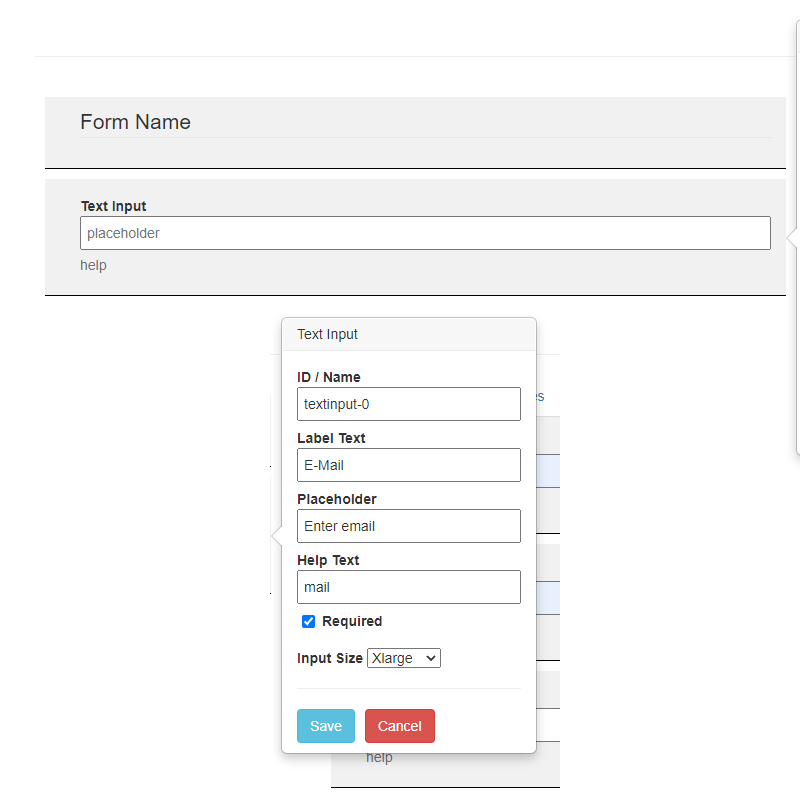 Form Name
Text Input
placeholder
help
Text Input
ID / Name
textinput-0
es
Label Text
E-Mail
Placeholder
Enter email
Help Text
mail
Required
Input Size Xlarge
Save Cancel
help